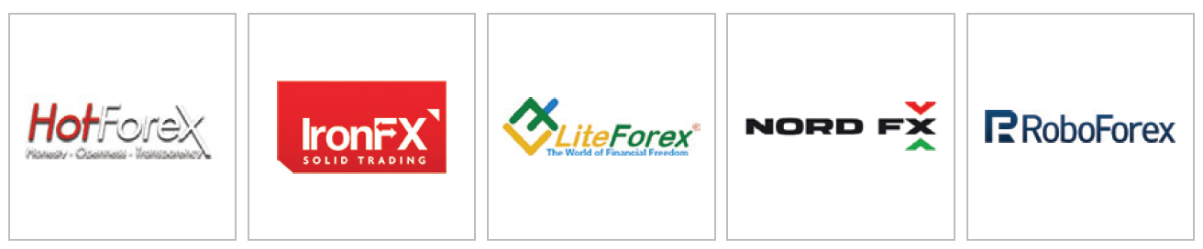 HotForex
Honesty - Openness - Transparency
IronFX
SOLID TRADING
LiteForex®
The World of Financial Freedom
NORD FX
RoboForex